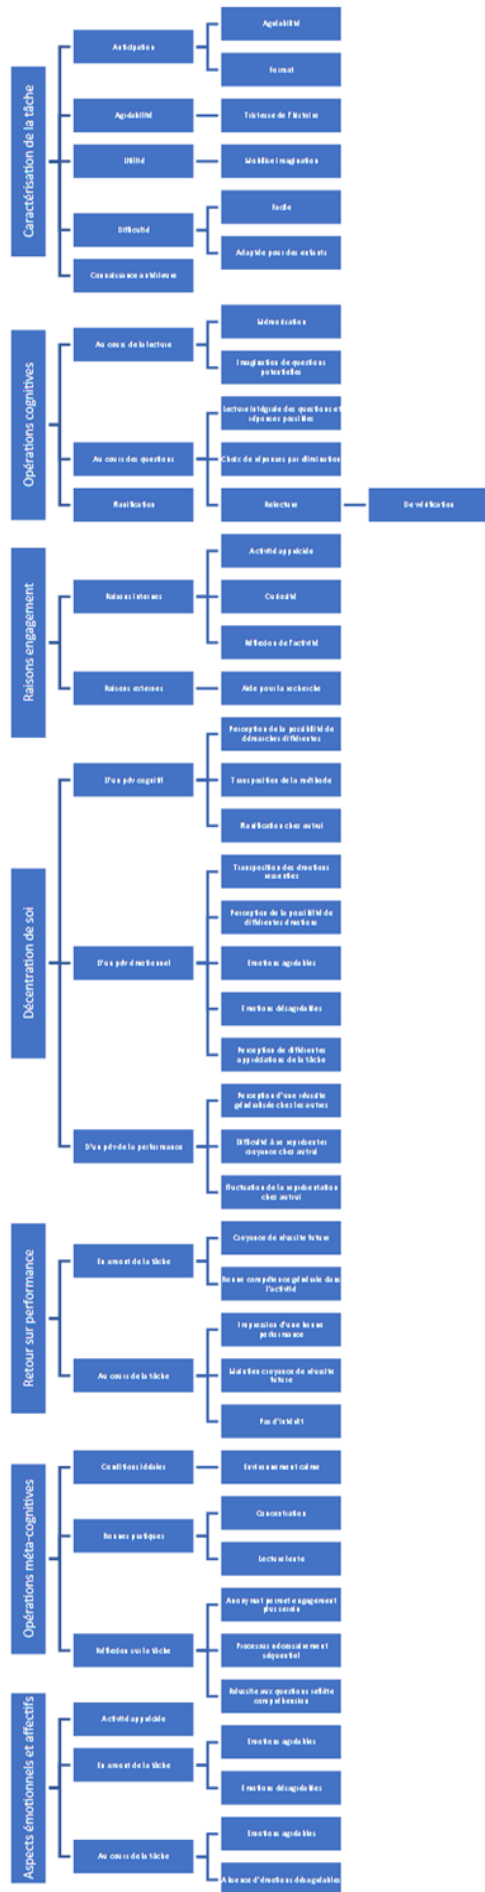 Caractérisation de la tâche
Anticipation
Agréabilité
Format
Agréabilité
Tristesse de l'histoire
Utilité
Mobilise imagination
Difficulté
Facile
Adaptée pour des enfants
Connaissance antérieure
Opérations cognitives
Au cours de la lecture
Mémorisation
Imagination de questions
potentielles
Au cours des questions
Lecture intégrale des questions et
réponses possibles
Choix de réponses par élimination
Relecture
De vérification
Planification
Raisons engagement
Raisons internes
Activité appréciée
Curiosité
Réflexion de l'activité
Raisons externes
Aide pour la recherche
Décentration de soi
D'un pdv cognitif
Perception de la possibilité de
démarches différentes
Transposition de la méthode
Planification chez autrui
D'un pdv émotionnel
Transposition des émotions
ressenties
Perception de la possibilité de
différentes émotions
Emotions agréables
Emotions désagréables
Perception de différentes
appréciations de la tâche
D'un pdv de la performance
Perception d'une réussite
généralisée chez les autres
Difficulté à se représenter
croyance chez autrui
Fluctuation de la représentation
chez autrui
Retour sur performance
En amont de la tâche
Croyance de réussite future
Bonne compétence générale dans
l'activité
Au cours de la tâche
Impression d'une bonne
performance
Maintien croyance de réussite
future
Pas d'intérêt
Opérations méta-cognitives
Conditions idéales
Environnement calme
Bonnes pratiques
Concentration
Lecture lente
Réflexion sur la tâche
Anonymat permet engagement
plus serein
Processus nécessairement
séquentiel
Réussite aux questions reflète
compréhension
Aspects émotionnels et affectifs
Activité appréciée
En amont de la tâche
Emotions agréables
Emotions désagréables
Au cours de la tâche
Emotions agréables
Absence d'émotions désagréables